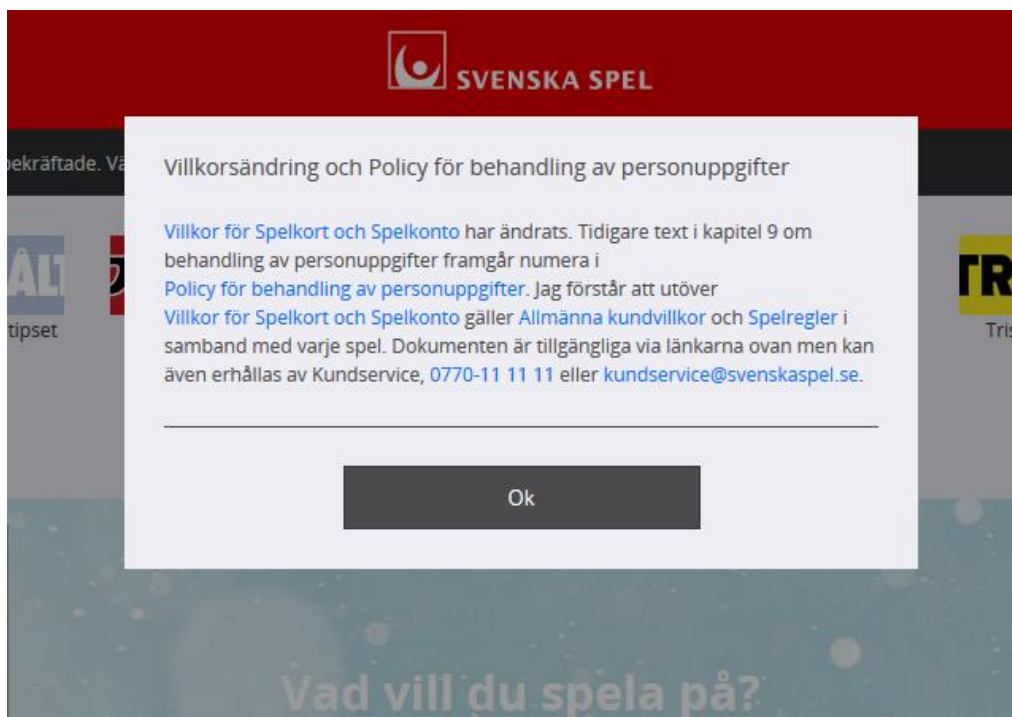 SVENSKA SPEL
bekräftade. Vä
Villkorsändring och Policy för behandling av personuppgifter
Villkor för Spelkort och Spelkonto har ändrats. Tidigare text i kapitel 9 om
behandling av personuppgifter framgår numera i
Policy för behandling av personuppgifter. Jag förstår att utöver
Villkor för Spelkort och Spelkonto gäller Allmänna kundvillkor och Spelregler i
samband med varje spel. Dokumenten är tillgängliga via länkarna ovan men kan
även erhållas av Kundservice, 0770-11 11 11 eller kundservice@svenskaspel.se.
ÅLT
TR
tipset
Tris
Ok
Vad vill du spela på?